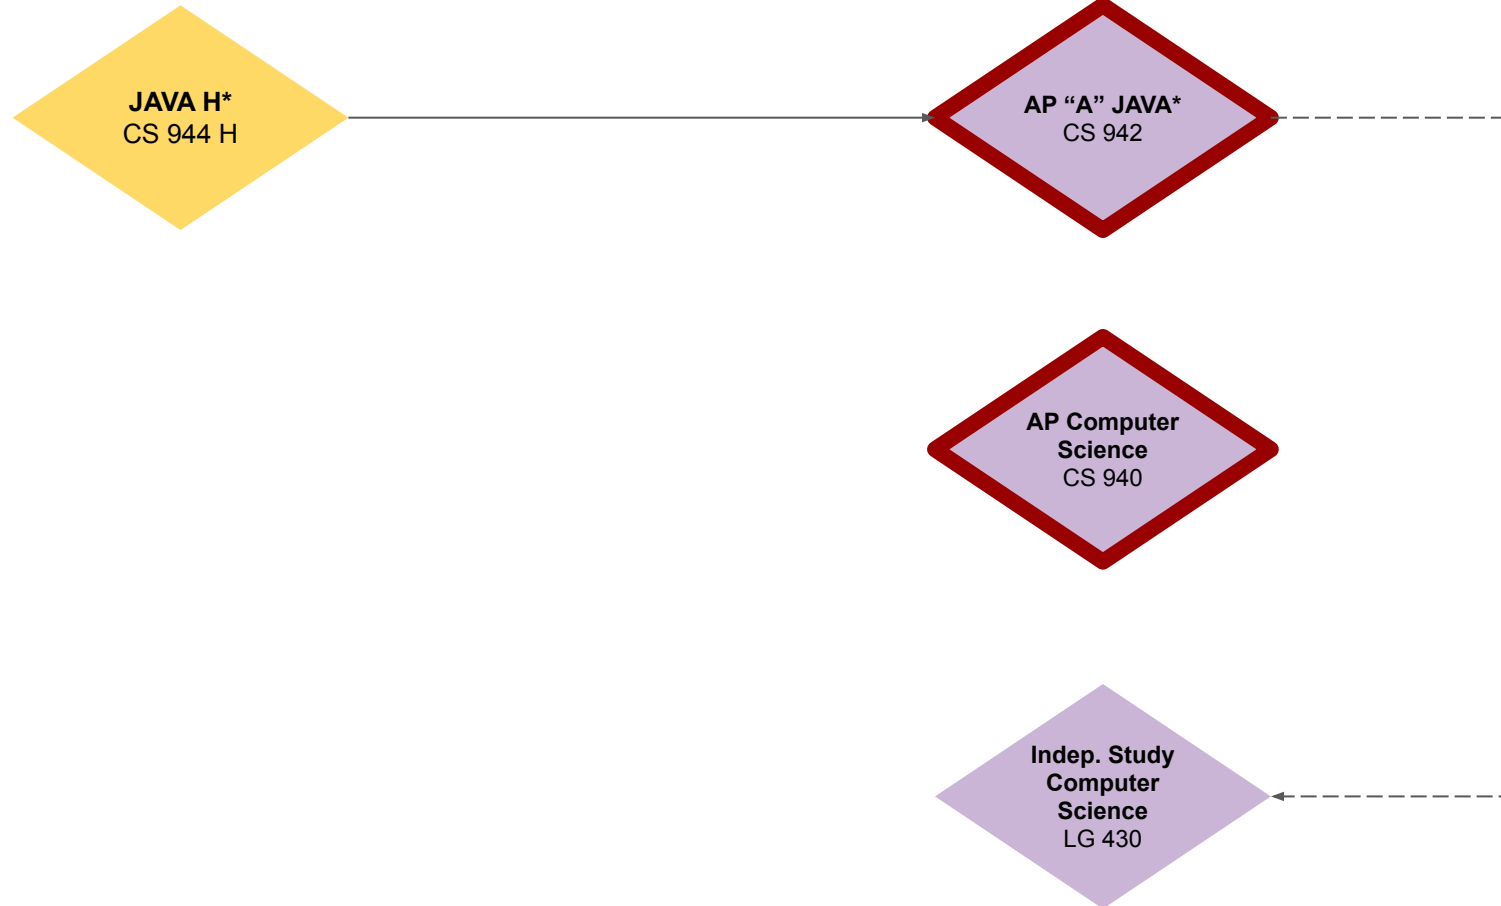 JAVA H*
CS 944 H
AP “A” JAVA*
CS 942
AP Computer
Science
CS 940
Indep. Study
Computer
Science
LG 430